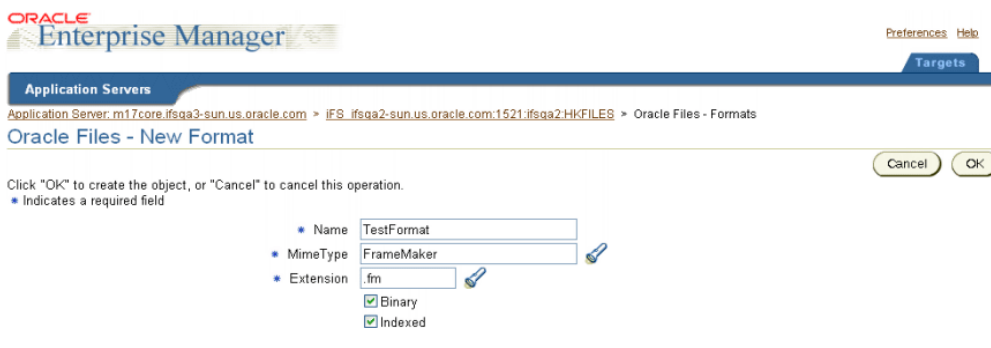 ORACLE
Enterprise Manager
Preferences Help
Targets
Application Servers
Application Server: m17core.ifsqa3-sun.us.oracle.com > iFS_ifsqa2-sun.us.oracle.com:1521:ifsqa2:HKFILES > Oracle Files - Formats
Oracle Files - New Format
Cancel OK
Click "OK" to create the object, or "Cancel" to cancel this operation.
* Indicates a required field
* Name TestFormat
* MimeType FrameMaker
* Extension .fm
Binary
Indexed